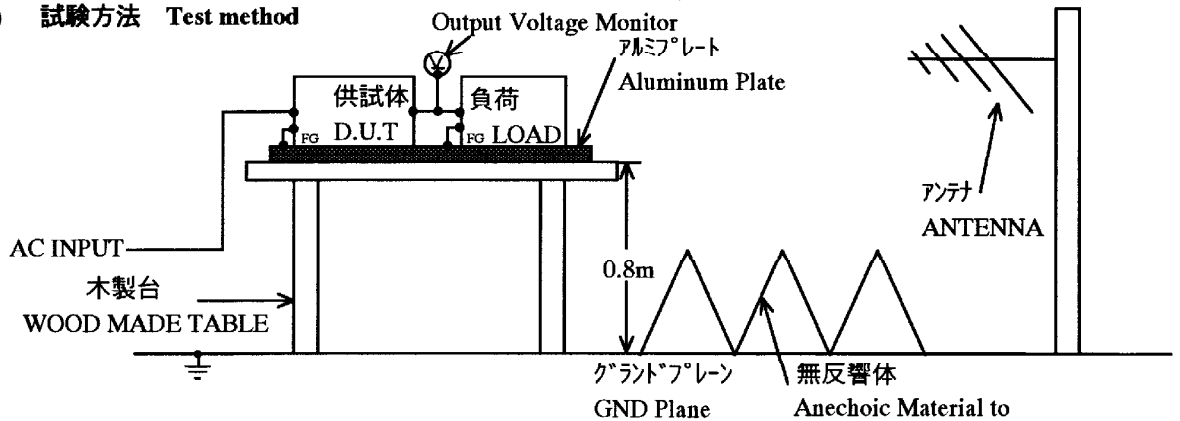 ) 試験方法 Test method
Output Voltage Monitor
V
ｱﾙﾐﾌﾟﾚｰﾄ
Aluminum Plate
供試体
D.U.T
FG
負荷
LOAD
FG
AC INPUT
木製台
WOOD MADE TABLE
0.8m
ｱﾝﾃﾅ
ANTENNA
ｸﾞﾗﾝﾄﾞﾌﾟﾚｰﾝ
GND Plane
無反響体
Anechoic Material to